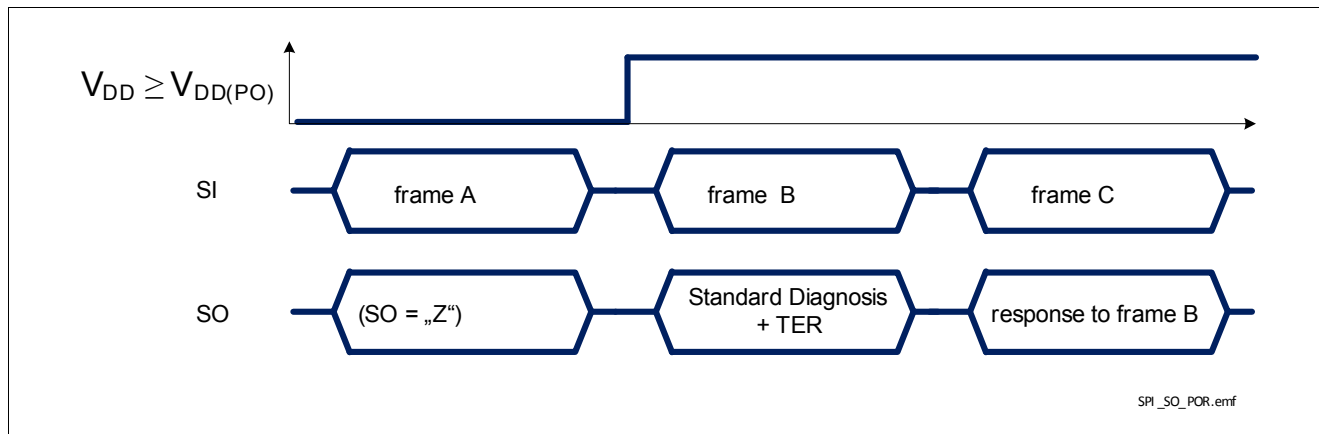 VDD ≥ VDD(PO)
SI
frame A
frame B
frame C
SO
(SO = „Z“)
Standard Diagnosis
+ TER
response to frame B
SPI_SO_POR.emf